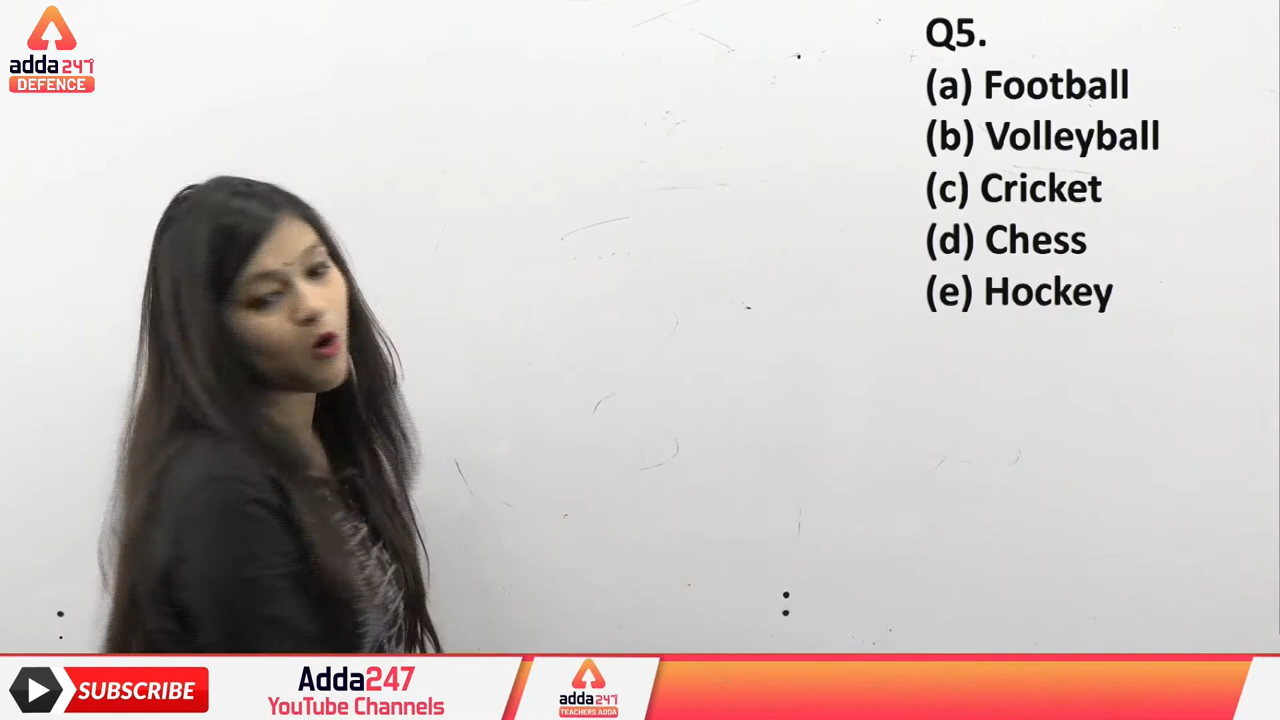 adda247
DEFENCE
Q5.
(a) Football
(b) Volleyball
(c) Cricket
(d) Chess
(e) Hockey
SUBSCRIBE
Adda247
YouTube Channels
adda247
TEACHERS ADDA